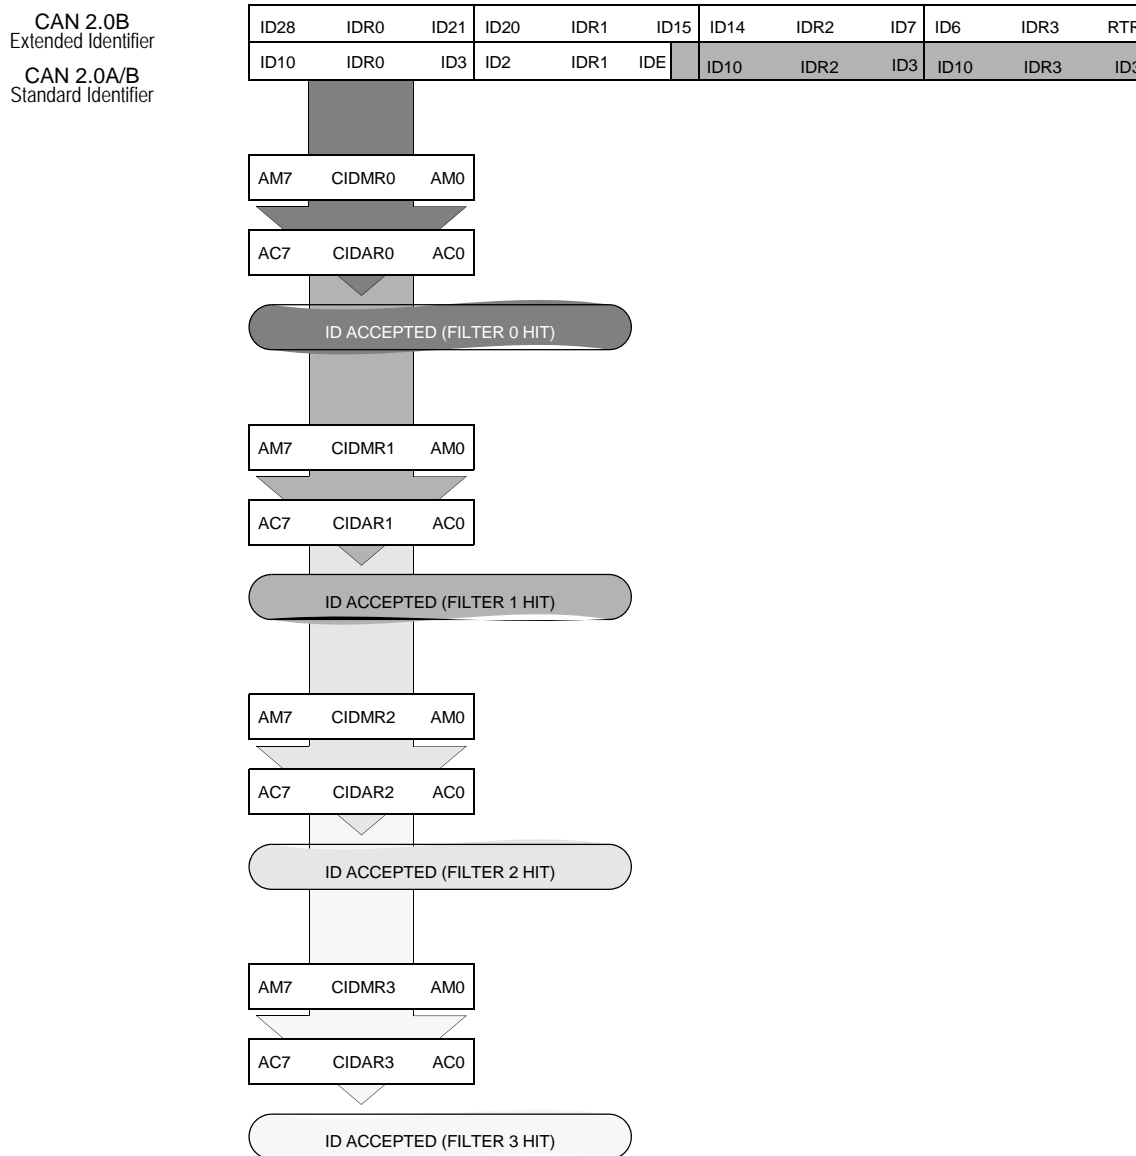 CAN 2.0B
Extended Identifier
ID28 IDR0 ID21 ID20 IDR1 ID15 ID14 IDR2 ID7 ID6 IDR3 RTR
CAN 2.0A/B
Standard Identifier
ID10 IDR0 ID3 ID2 IDR1 IDE ID10 IDR2 ID3 ID10 IDR3 ID3
AM7 CIDMR0 AM0
AC7 CIDAR0 AC0
ID ACCEPTED (FILTER 0 HIT)
AM7 CIDMR1 AM0
AC7 CIDAR1 AC0
ID ACCEPTED (FILTER 1 HIT)
AM7 CIDMR2 AM0
AC7 CIDAR2 AC0
ID ACCEPTED (FILTER 2 HIT)
AM7 CIDMR3 AM0
AC7 CIDAR3 AC0
ID ACCEPTED (FILTER 3 HIT)